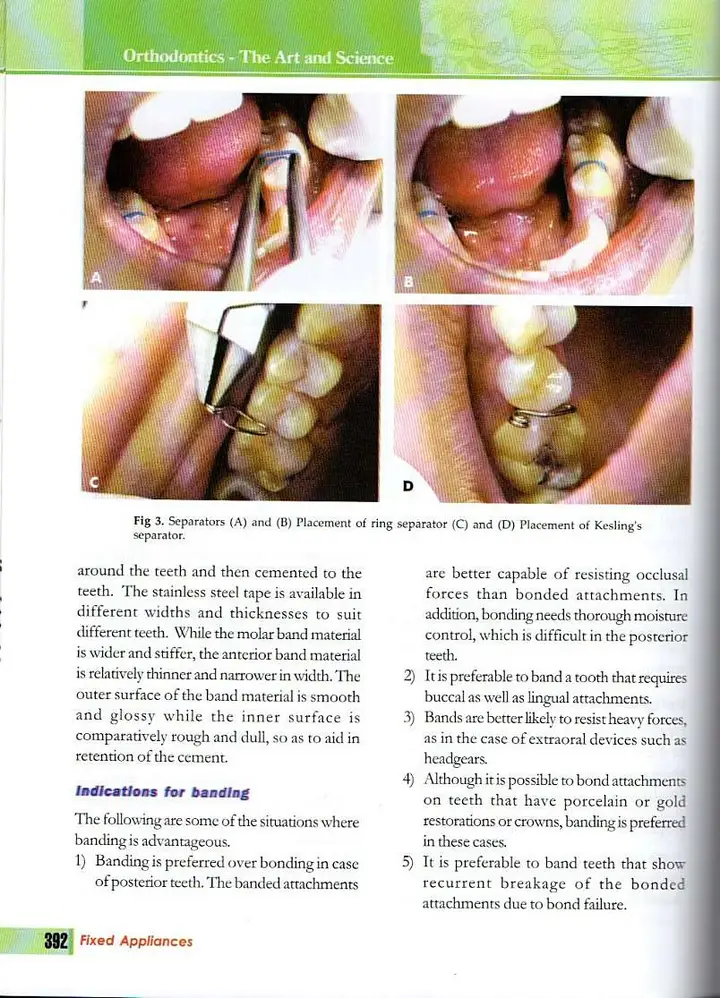 Orthodontics - The Art and Science
A
B
C
D
Fig 3. Separators (A) and (B) Placement of ring separator (C) and (D) Placement of Kesling's
separator.
around the teeth and then cemented to the
teeth. The stainless steel tape is available in
different widths and thicknesses to suit
different teeth. While the molar band material
is wider and stiffer, the anterior band material
is relatively thinner and narrower in width. The
outer surface of the band material is smooth
and glossy while the inner surface is
comparatively rough and dull, so as to aid in
retention of the cement.
Indications for banding
The following are some of the situations where
banding is advantageous.
1) Banding is preferred over bonding in case
of posterior teeth. The banded attachments
are better capable of resisting occlusal
forces than bonded attachments. In
addition, bonding needs thorough moisture
control, which is difficult in the posterior
teeth.
2) It is preferable to band a tooth that requires
buccal as well as lingual attachments.
3) Bands are better likely to resist heavy forces,
as in the case of extraoral devices such as
headgears.
4) Although it is possible to bond attachments
on teeth that have porcelain or gold
restorations or crowns, banding is preferred
in these cases.
5) It is preferable to band teeth that show
recurrent breakage of the bonded
attachments due to bond failure.
392 Fixed Appliances